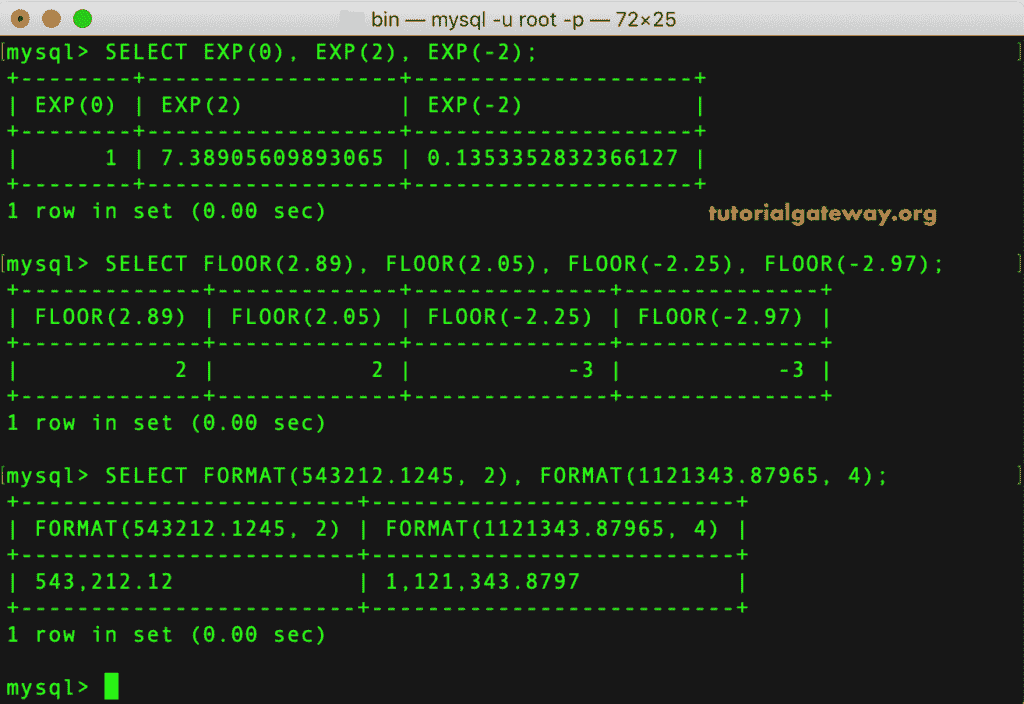 bin — mysql -u root -p — 72×25
mysql> SELECT EXP(0), EXP(2), EXP(-2);
+--------+------------------+--------------------+
| EXP(0) | EXP(2)           | EXP(-2)            |
+--------+------------------+--------------------+
|      1 | 7.38905609893065 | 0.1353352832366127 |
+--------+------------------+--------------------+
1 row in set (0.00 sec)
tutorialgateway.org
mysql> SELECT FLOOR(2.89), FLOOR(2.05), FLOOR(-2.25), FLOOR(-2.97);
+-------------+-------------+--------------+--------------+
| FLOOR(2.89) | FLOOR(2.05) | FLOOR(-2.25) | FLOOR(-2.97) |
+-------------+-------------+--------------+--------------+
|           2 |           2 |           -3 |           -3 |
+-------------+-------------+--------------+--------------+
1 row in set (0.00 sec)
mysql> SELECT FORMAT(543212.1245, 2), FORMAT(1121343.87965, 4);
+------------------------+--------------------------+
| FORMAT(543212.1245, 2) | FORMAT(1121343.87965, 4) |
+------------------------+--------------------------+
| 543,212.12             | 1,121,343.8797           |
+------------------------+--------------------------+
1 row in set (0.00 sec)
mysql>